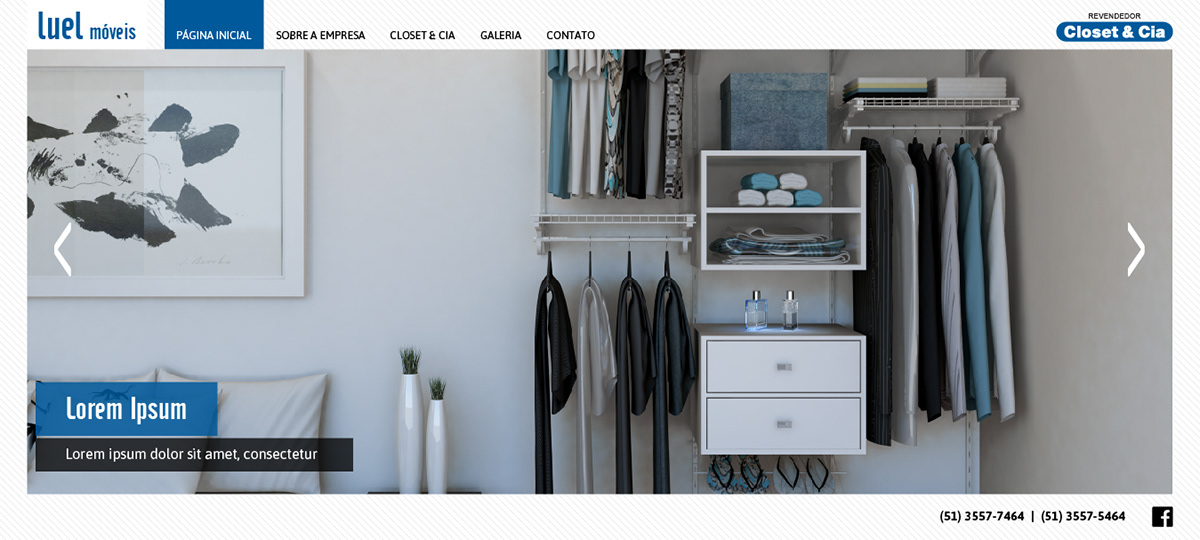 luel móveis
PÁGINA INICIAL
SOBRE A EMPRESA
CLOSET & CIA
GALERIA
CONTATO
REVENDEDOR
Closet & Cia
Lorem Ipsum
Lorem ipsum dolor sit amet, consectetur
(51) 3557-7464 | (51) 3557-5464